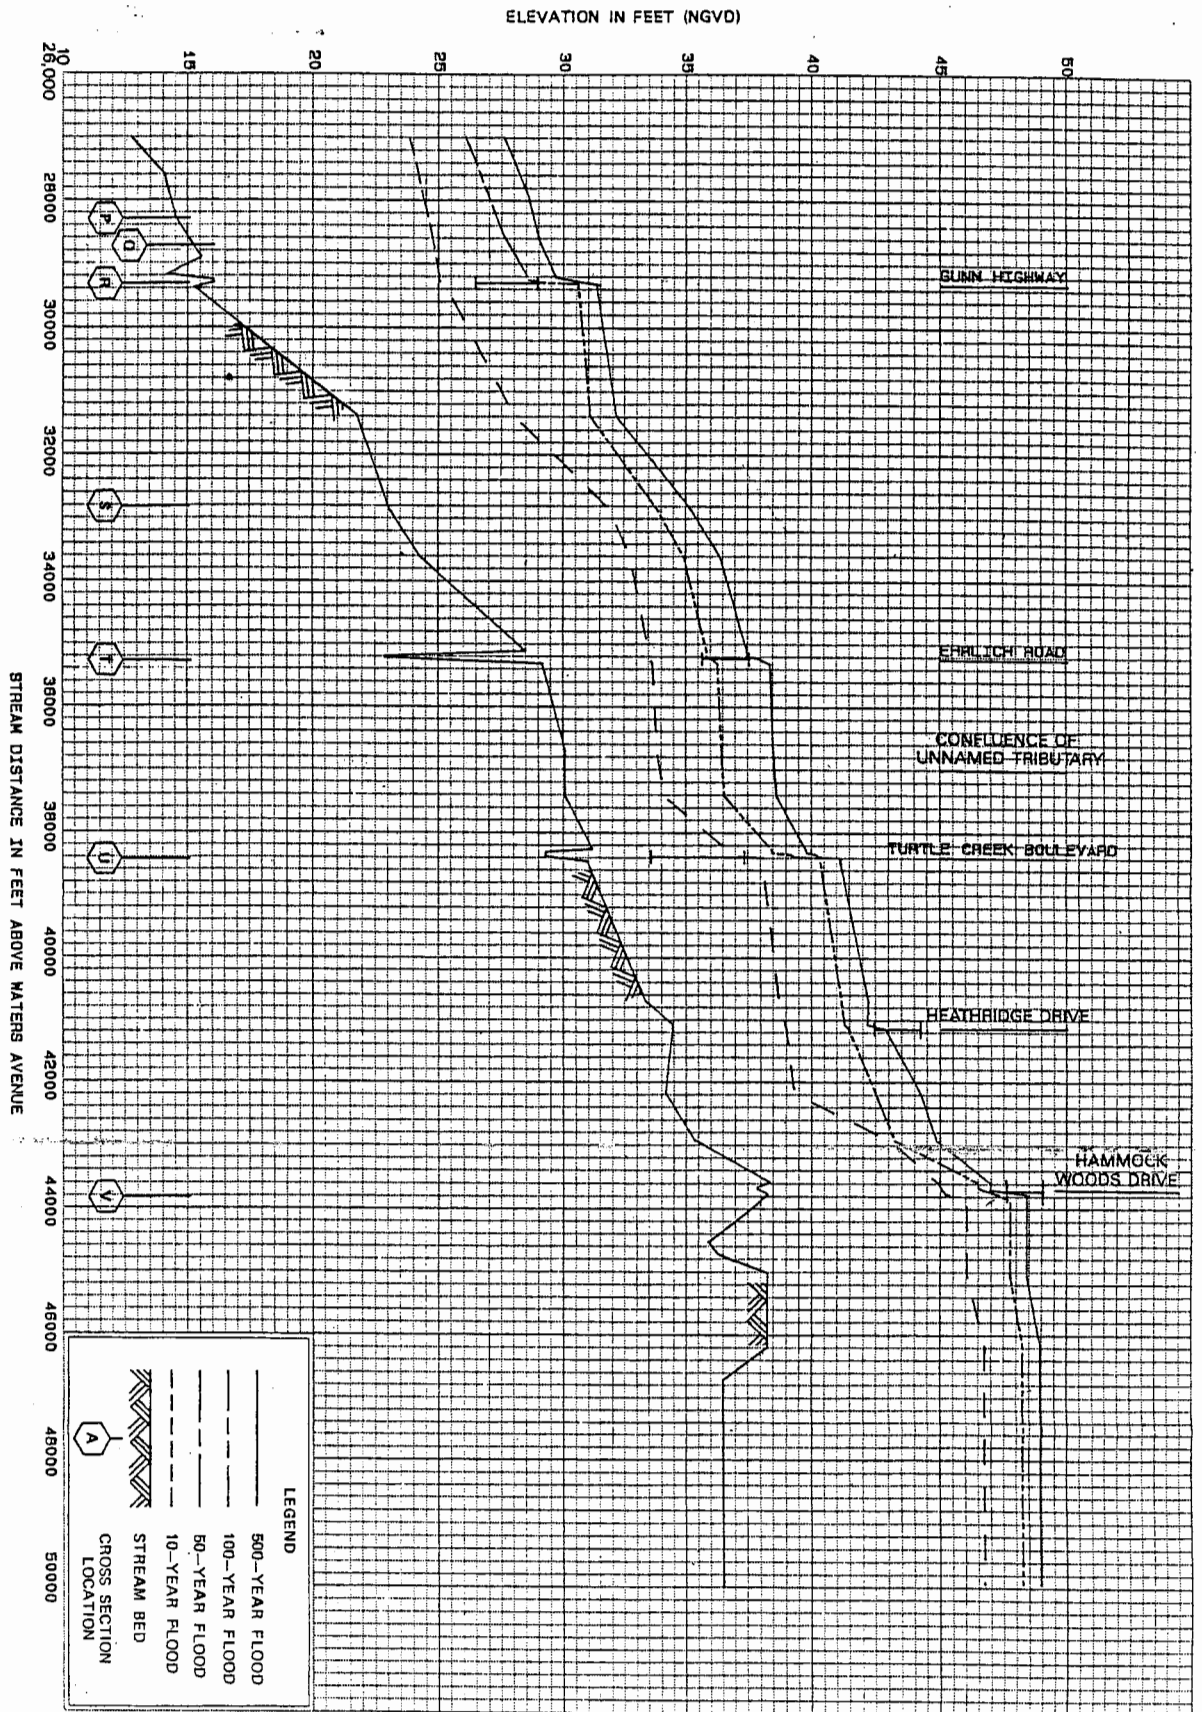 ELEVATION IN FEET (NGVD)
10
15
20
25
30
35
40
45
50
26,000
28000
30000
32000
34000
36000
38000
40000
42000
44000
46000
48000
50000
STREAM DISTANCE IN FEET ABOVE WATERS AVENUE
P
Q
R
S
T
U
V
GUNN HIGHWAY
EHRLICH ROAD
CONFLUENCE OF
UNNAMED TRIBUTARY
TURTLE CREEK BOULEVARD
HEATHRIDGE DRIVE
HAMMOCK
WOODS DRIVE
LEGEND
500-YEAR FLOOD
100-YEAR FLOOD
50-YEAR FLOOD
10-YEAR FLOOD
STREAM BED
A
CROSS SECTION
LOCATION